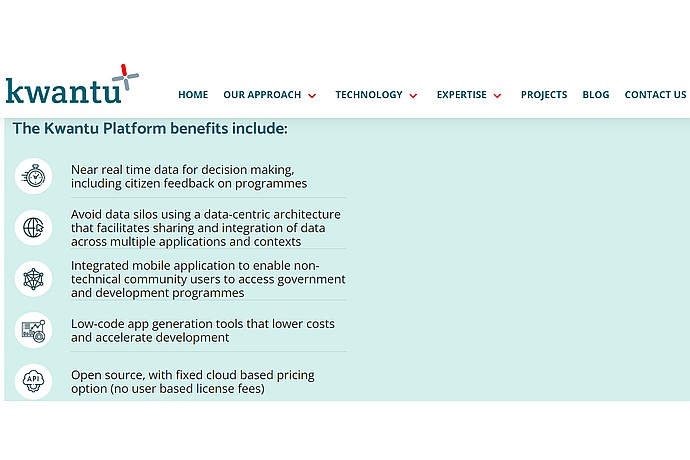 kwantu
HOME OUR APPROACH TECHNOLOGY EXPERTISE PROJECTS BLOG CONTACT US
The Kwantu Platform benefits include:
Near real time data for decision making,
including citizen feedback on programmes
Avoid data silos using a data-centric architecture
that facilitates sharing and integration of data
across multiple applications and contexts
Integrated mobile application to enable non-
technical community users to access government
and development programmes
Low-code app generation tools that lower costs
and accelerate development
API
Open source, with fixed cloud based pricing
option (no user based license fees)